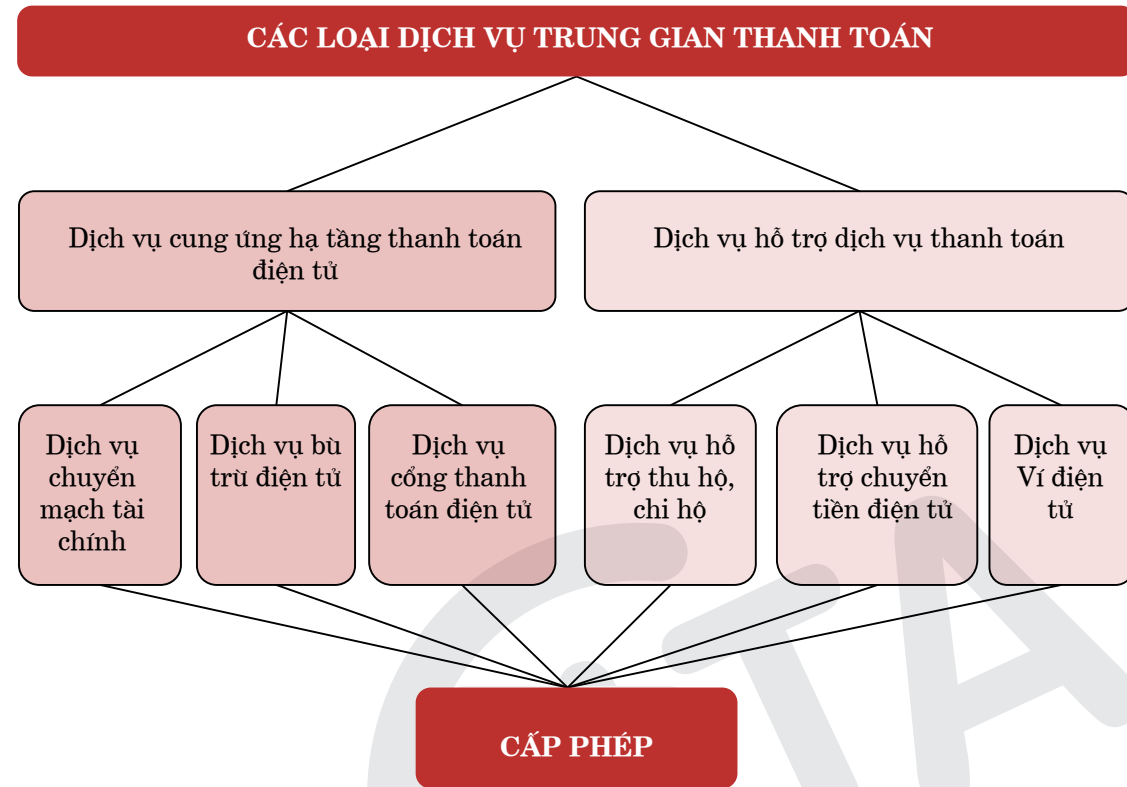 CÁC LOẠI DỊCH VỤ TRUNG GIAN THANH TOÁN
Dịch vụ cung ứng hạ tầng thanh toán
điện tử
Dịch vụ hỗ trợ dịch vụ thanh toán
Dịch vụ
chuyển
mạch tài
chính
Dịch vụ bù
trừ điện tử
Dịch vụ
cổng thanh
toán điện tử
Dịch vụ hỗ
trợ thu hộ,
chi hộ
Dịch vụ hỗ
trợ chuyển
tiền điện tử
Dịch vụ
Ví điện
tử
CẤP PHÉP